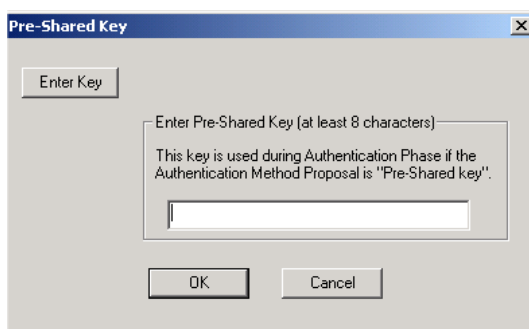 Pre-Shared Key
Enter Key
Enter Pre-Shared Key (at least 8 characters)
This key is used during Authentication Phase if the
Authentication Method Proposal is "Pre-Shared key".
OK
Cancel